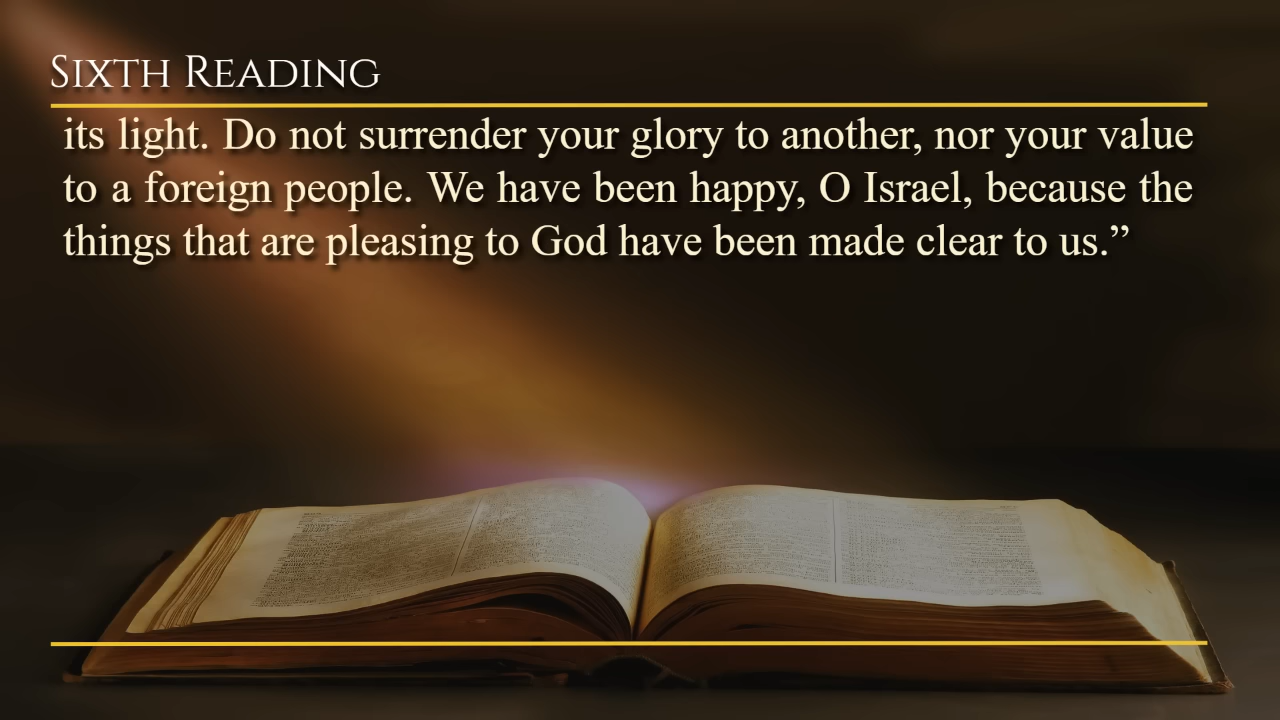 Sixth Reading
its light. Do not surrender your glory to another, nor your value
to a foreign people. We have been happy, O Israel, because the
things that are pleasing to God have been made clear to us.”